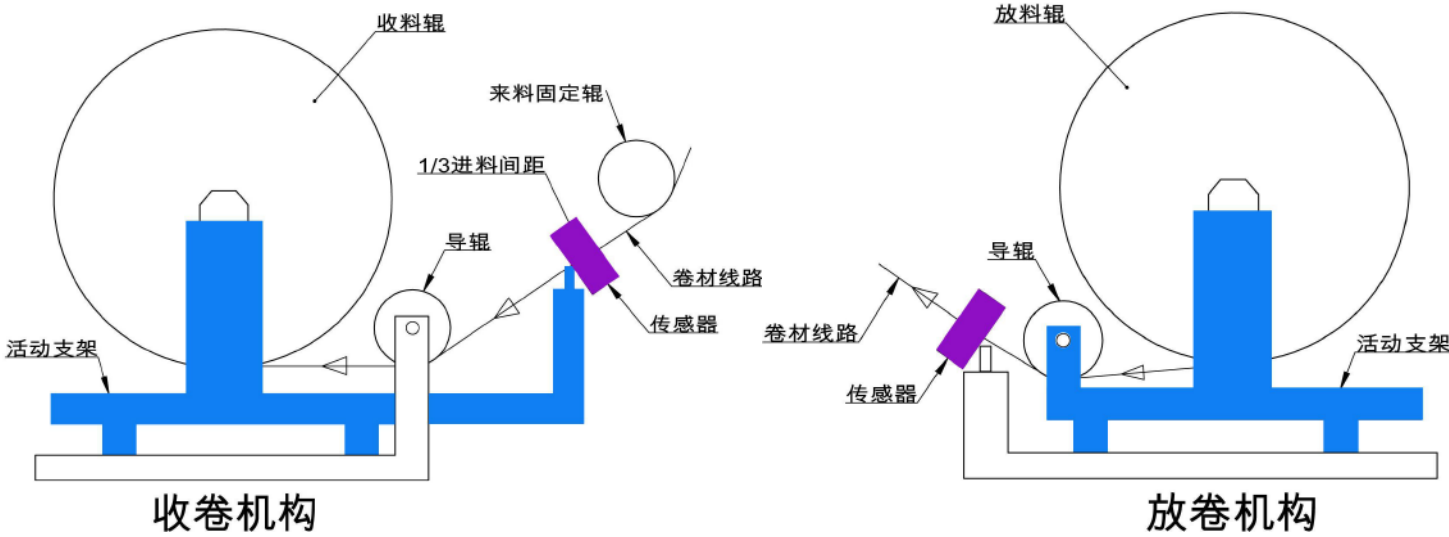 收料辊
来料固定辊
1/3进料间距
导辊
卷材线路
传感器
活动支架
收卷机构
放料辊
导辊
卷材线路
传感器
活动支架
放卷机构